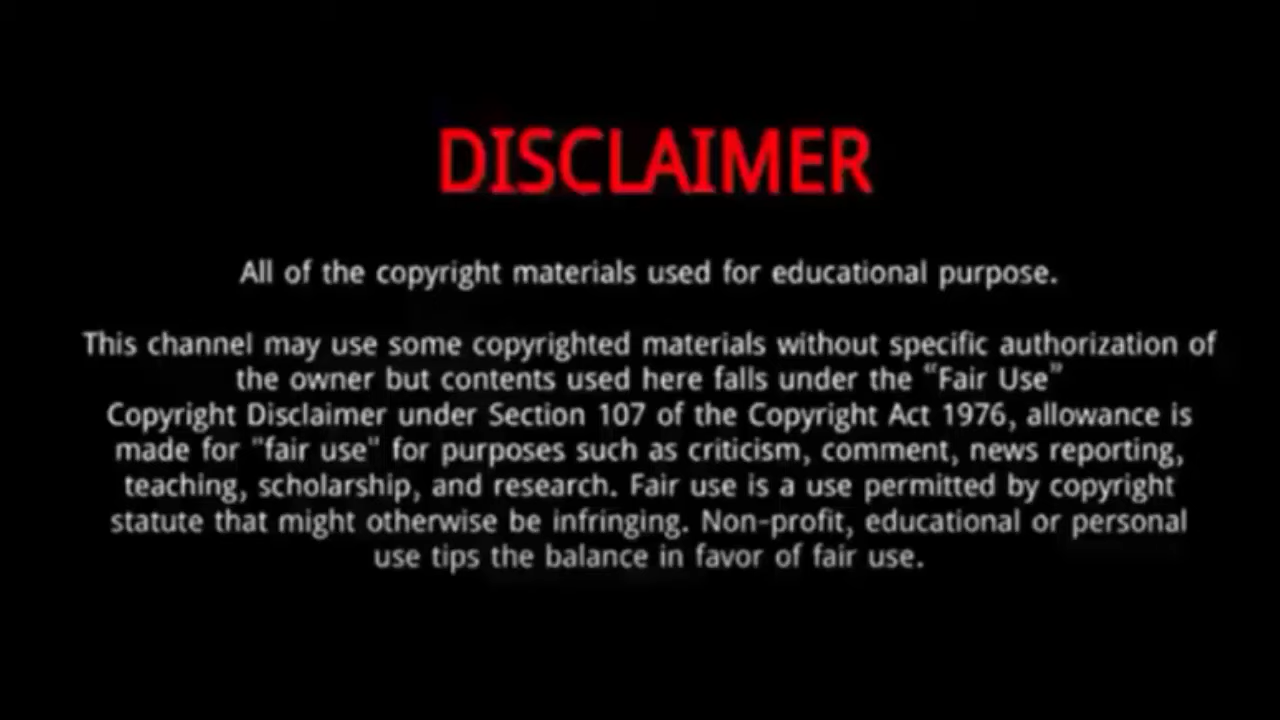 DISCLAIMER
All of the copyright materials used for educational purpose.
This channel may use some copyrighted materials without specific authorization of
the owner but contents used here falls under the “Fair Use”
Copyright Disclaimer under Section 107 of the Copyright Act 1976, allowance is
made for "fair use" for purposes such as criticism, comment, news reporting,
teaching, scholarship, and research. Fair use is a use permitted by copyright
statute that might otherwise be infringing. Non-profit, educational or personal
use tips the balance in favor of fair use.